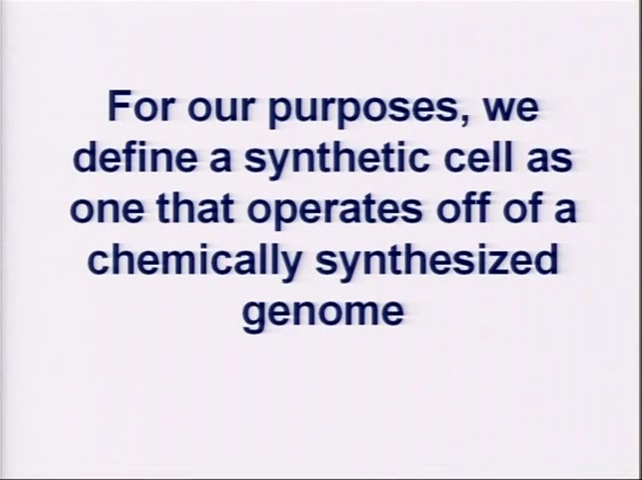 For our purposes, we
define a synthetic cell as
one that operates off of a
chemically synthesized
genome